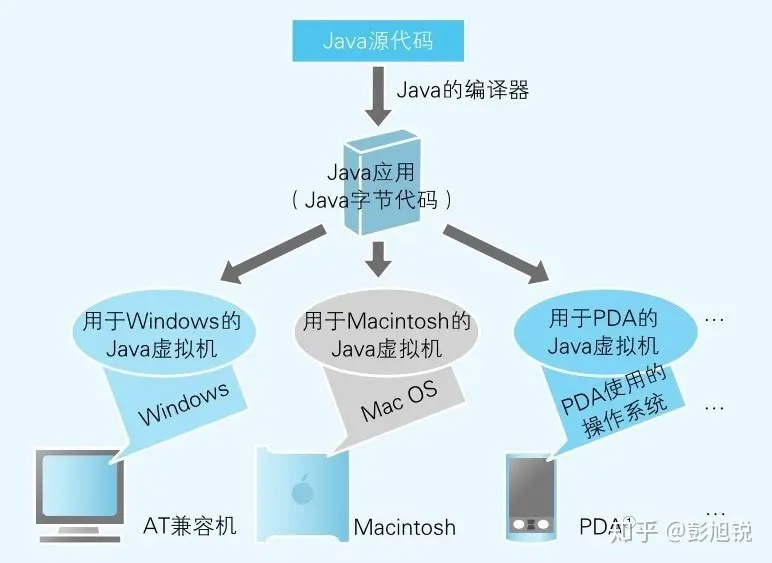 Java源代码
Java的编译器
Java应用
（Java字节代码）
用于Windows的
Java虚拟机
用于Macintosh的
Java虚拟机
用于PDA的
Java虚拟机
…
Windows
Mac OS
PDA使用的
操作系统
…
AT兼容机
Macintosh
PDA①
…
知乎 @彭旭锐